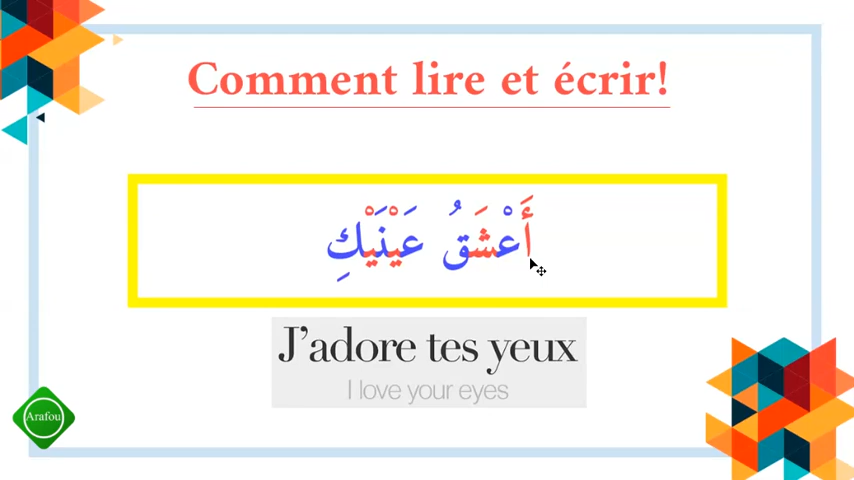 Comment lire et écrir!
أَعْشَقُ عَيْنَيْكِ
J'adore tes yeux
I love your eyes
Arafou